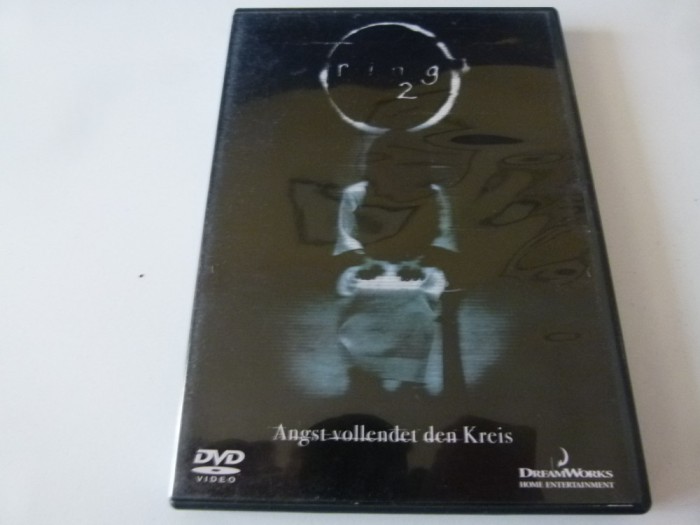 ring
2
Angst vollendet den Kreis
DVD
VIDEO
DREAMWORKS
HOME ENTERTAINMENT